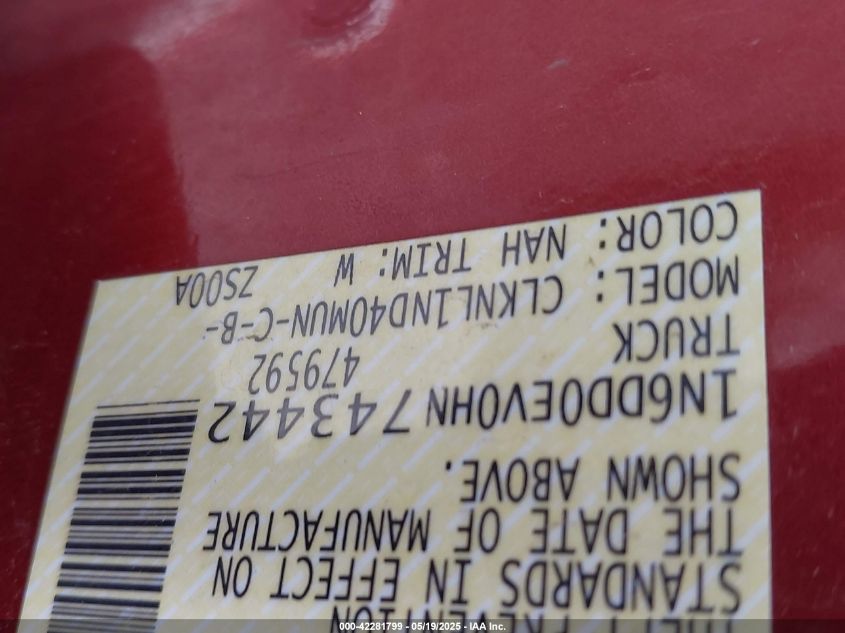 STANDARDS IN EFFECT ON
THE DATE OF MANUFACTURE
SHOWN ABOVE.
1N6DD0EV0HN743442
479592
TRUCK
MODEL: CLKNL1ND40MUN-C-B-
COLOR: NAH TRIM: W ZS00A
000-42281799 - 05/19/2025 - IAA Inc.